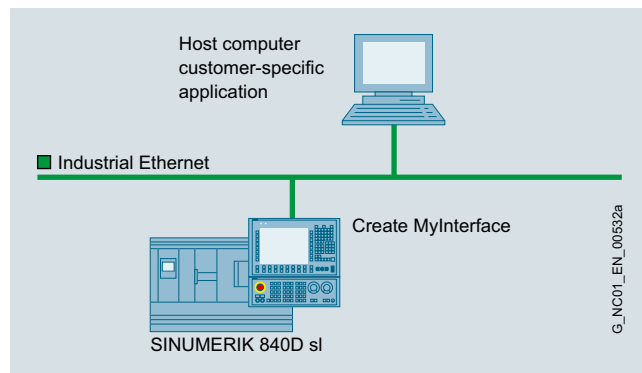 Host computer
customer-specific
application
Industrial Ethernet
Create MyInterface
SINUMERIK 840D sl
G_NC01_EN_00532a